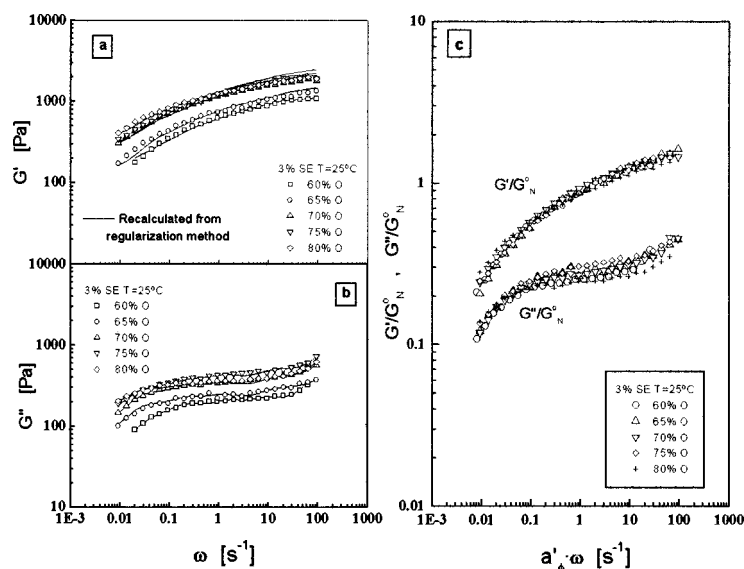 a
10000
1000
100
10000
G' [Pa]
3% SE T=25ºC
60% O
65% O
70% O
75% O
80% O
Recalculated from
regularization method
b
1000
100
10
G" [Pa]
3% SE T=25ºC
60% O
65% O
70% O
75% O
80% O
1E-3 0.01 0.1 1 10 100 1000
ω [s⁻¹]
c
10
1
0.1
0.01
G'/G°N , G"/G°N
G'/G°N
G"/G°N
3% SE T=25ºC
60% O
65% O
70% O
75% O
80% O
1E-3 0.01 0.1 1 10 100 1000
a'ϕ·ω [s⁻¹]